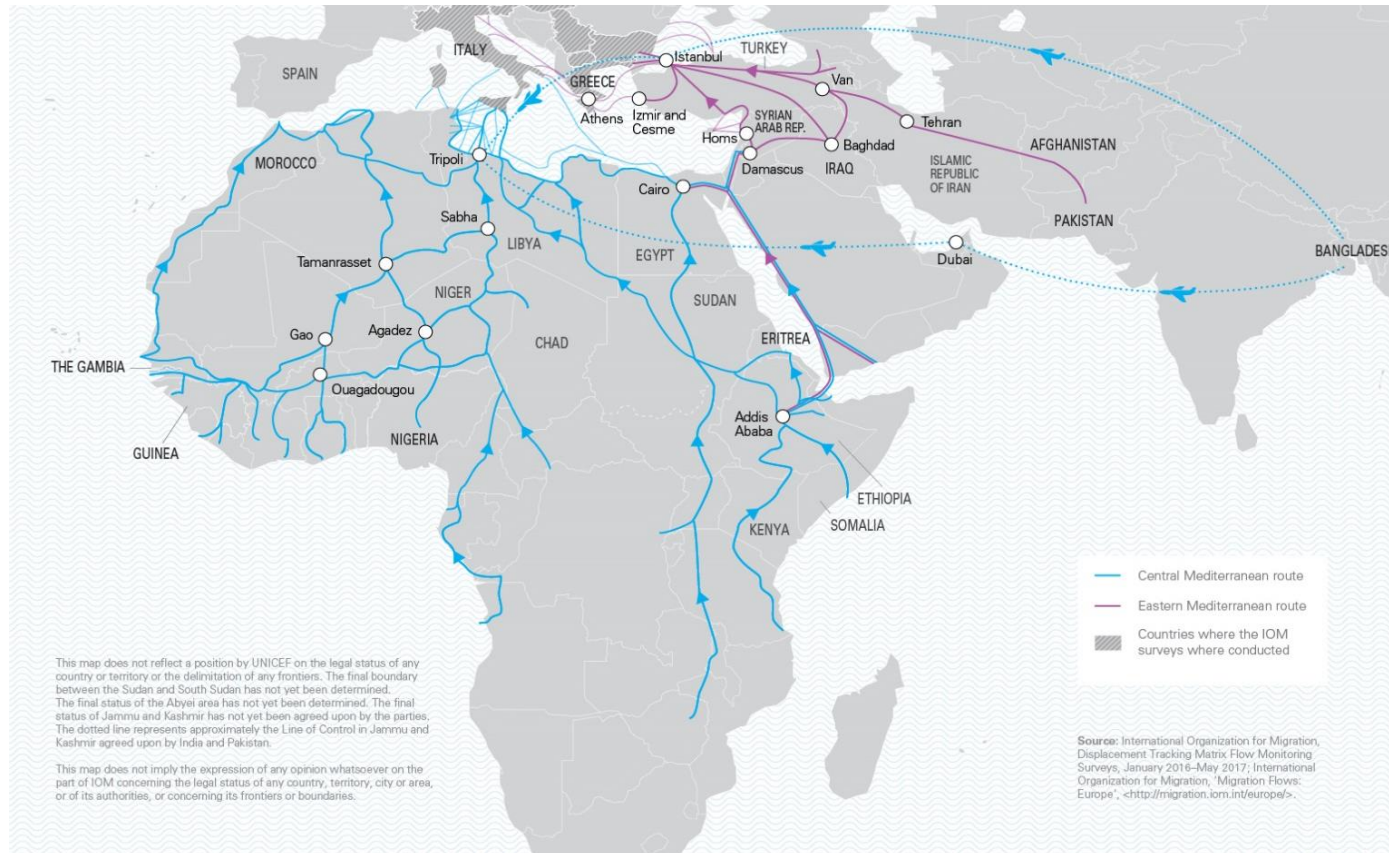 ITALY
SPAIN
GREECE
Athens
Izmir and
Cesme
Istanbul
TURKEY
Van
Tehran
SYRIAN
ARAB REP.
Homs
Damascus
Baghdad
IRAQ
ISLAMIC
REPUBLIC
OF IRAN
AFGHANISTAN
PAKISTAN
BANGLADES
Dubai
MOROCCO
Tripoli
Cairo
Sabha
LIBYA
EGYPT
Tamanrasset
NIGER
SUDAN
Gao
Agadez
CHAD
ERITREA
THE GAMBIA
Ouagadougou
GUINEA
NIGERIA
Addis
Ababa
ETHIOPIA
SOMALIA
KENYA
Central Mediterranean route
Eastern Mediterranean route
Countries where the IOM
surveys where conducted
This map does not reflect a position by UNICEF on the legal status of any
country or territory or the delimitation of any frontiers. The final boundary
between the Sudan and South Sudan has not yet been determined.
The final status of the Abyei area has not yet been determined. The final
status of Jammu and Kashmir has not yet been agreed upon by the parties.
The dotted line represents approximately the Line of Control in Jammu and
Kashmir agreed upon by India and Pakistan.
This map does not imply the expression of any opinion whatsoever on the
part of IOM concerning the legal status of any country, territory, city or area,
or of its authorities, or concerning its frontiers or boundaries.
Source: International Organization for Migration,
Displacement Tracking Matrix Flow Monitoring
Surveys, January 2016–May 2017; International
Organization for Migration, 'Migration Flows:
Europe', <http://migration.iom.int/europe/>.